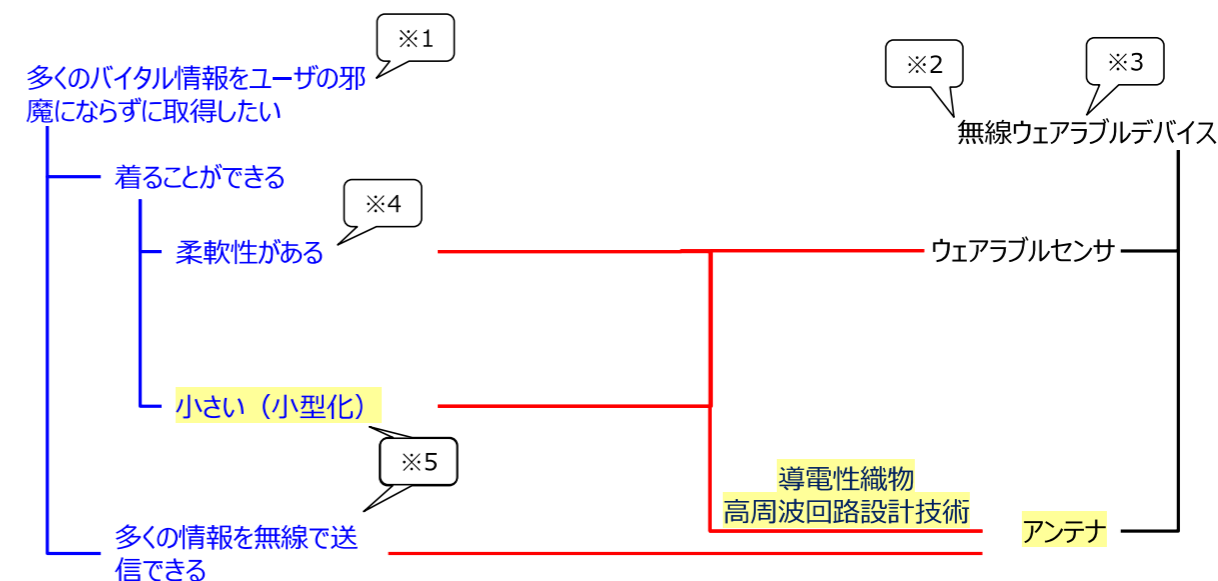 ※1
多くのバイタル情報をユーザの邪
魔にならずに取得したい
※2
※3
無線ウェアラブルデバイス
着ることができる
※4
柔軟性がある
ウェアラブルセンサ
小さい（小型化）
※5
導電性織物
高周波回路設計技術
アンテナ
多くの情報を無線で送
信できる